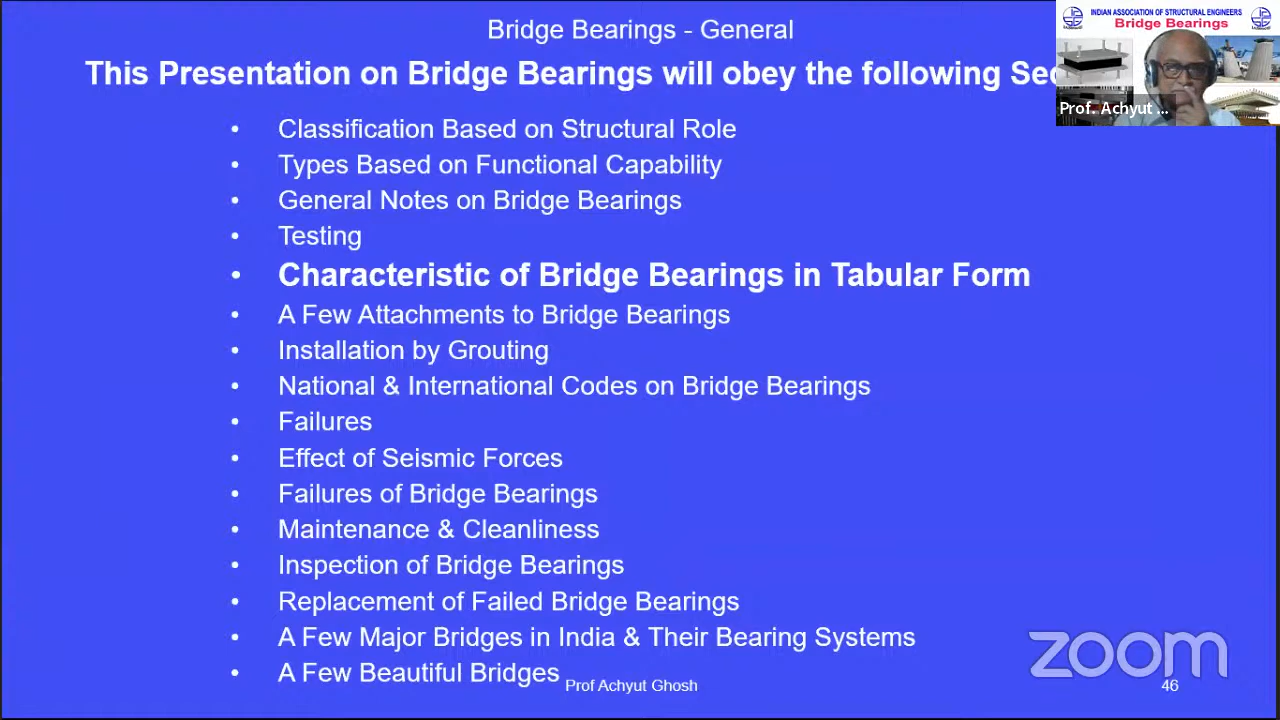 Bridge Bearings - General
This Presentation on Bridge Bearings will obey the following Sec
INDIAN ASSOCIATION OF STRUCTURAL ENGINEERS
Bridge Bearings
Prof. Achyut ...
• Classification Based on Structural Role
• Types Based on Functional Capability
• General Notes on Bridge Bearings
• Testing
• Characteristic of Bridge Bearings in Tabular Form
• A Few Attachments to Bridge Bearings
• Installation by Grouting
• National & International Codes on Bridge Bearings
• Failures
• Effect of Seismic Forces
• Failures of Bridge Bearings
• Maintenance & Cleanliness
• Inspection of Bridge Bearings
• Replacement of Failed Bridge Bearings
• A Few Major Bridges in India & Their Bearing Systems
• A Few Beautiful Bridges
Prof Achyut Ghosh
zoom
46